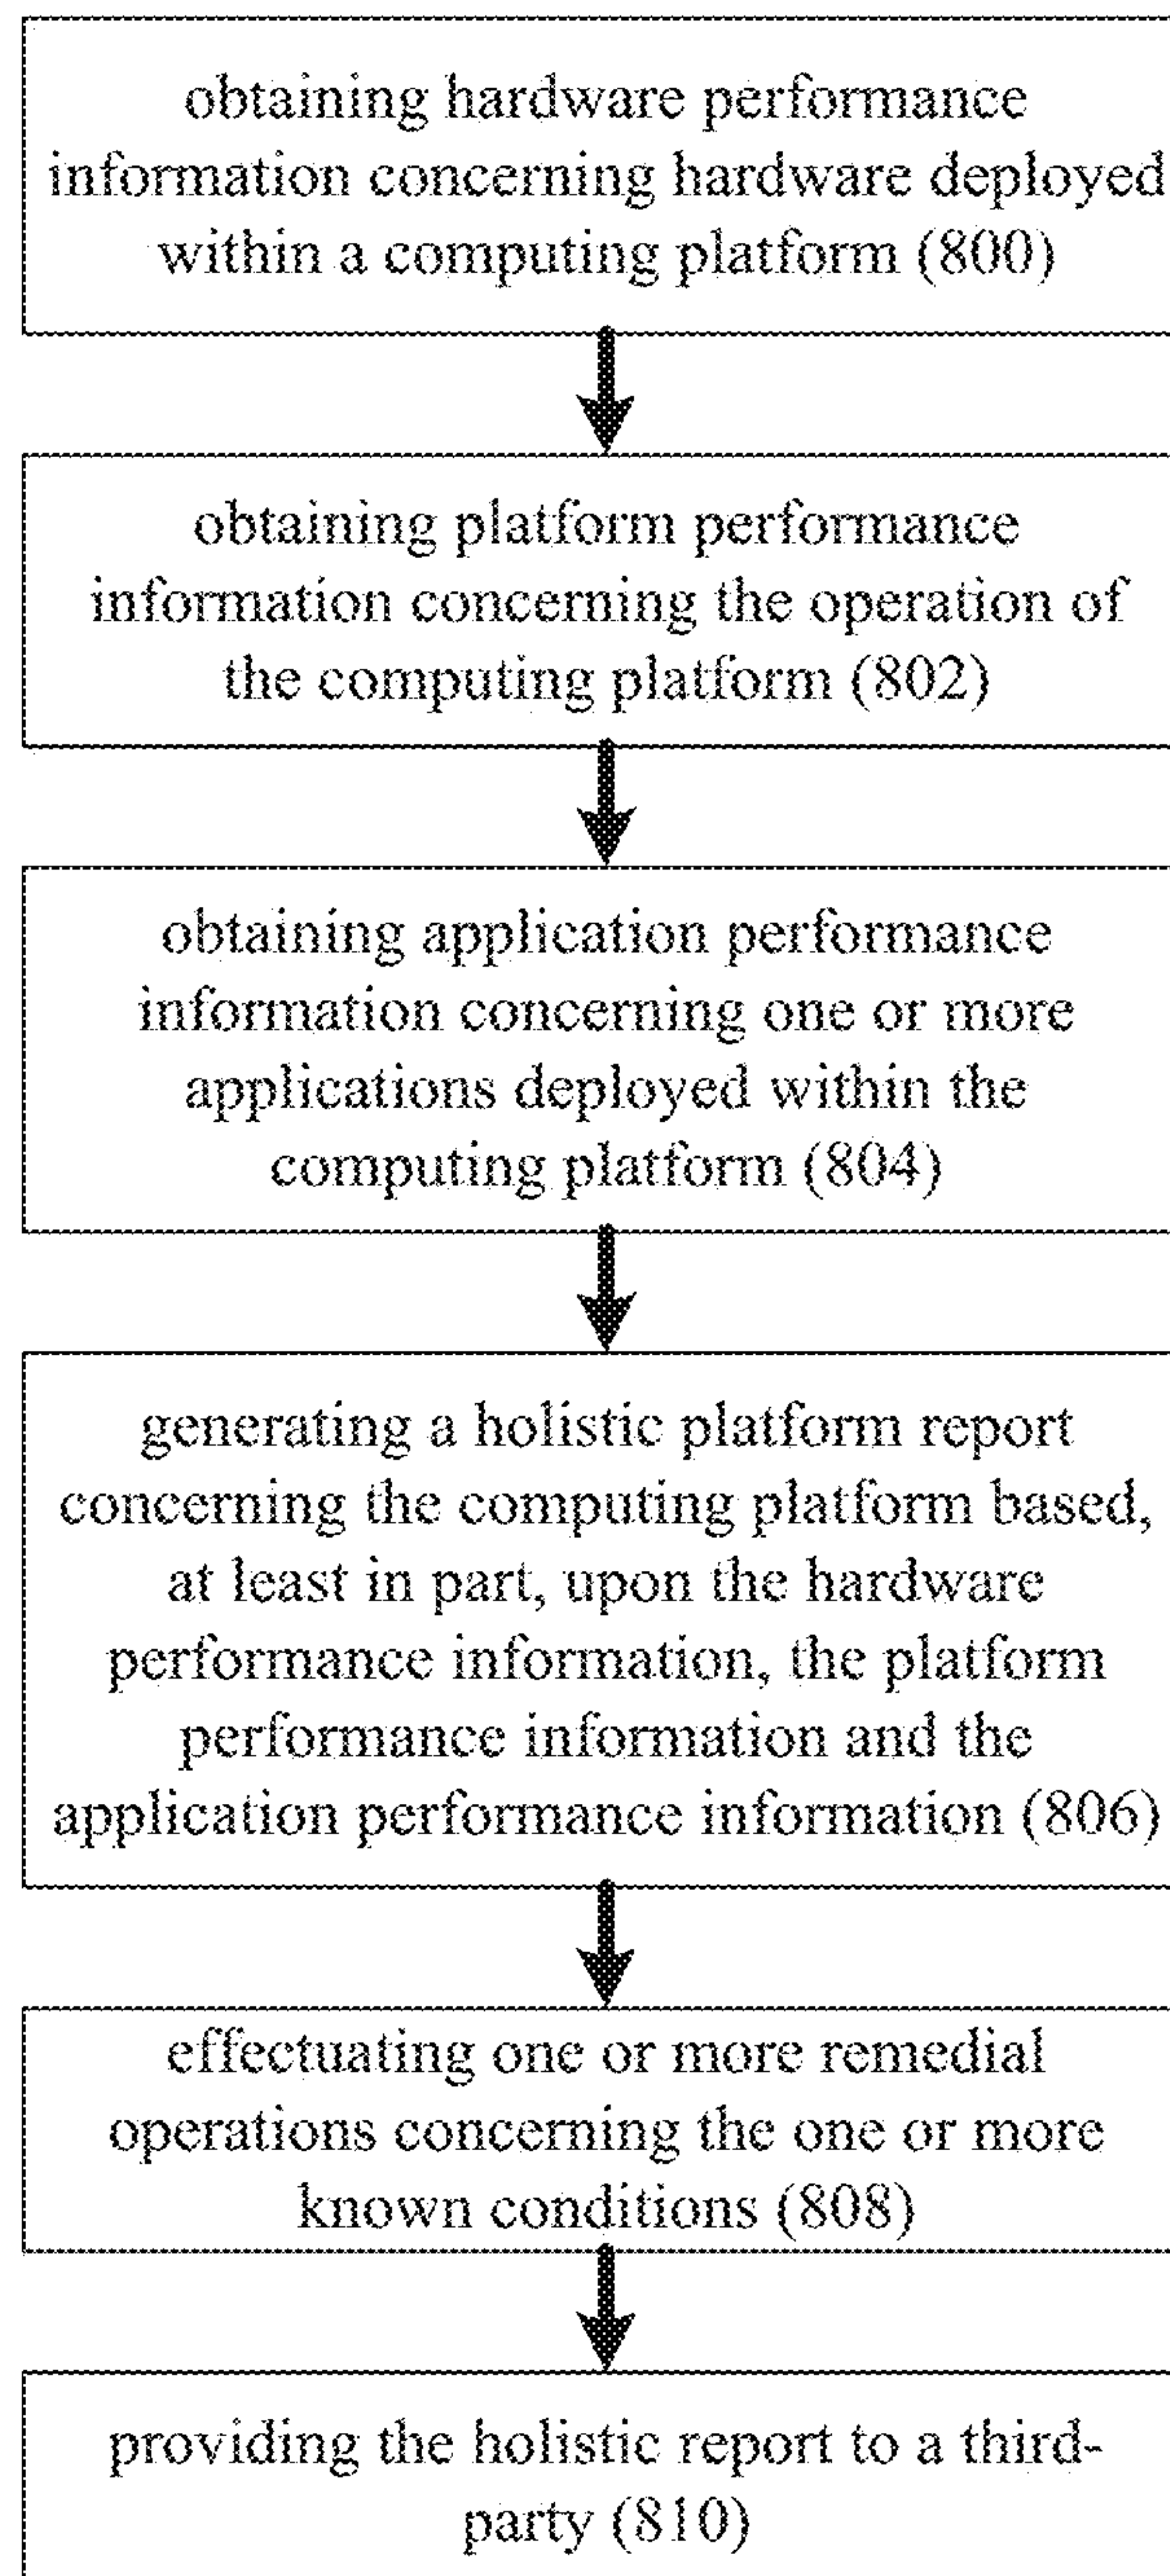 obtaining hardware performance
information concerning hardware deployed
within a computing platform (800)
obtaining platform performance
information concerning the operation of
the computing platform (802)
obtaining application performance
information concerning one or more
applications deployed within the
computing platform (804)
generating a holistic platform report
concerning the computing platform based,
at least in part, upon the hardware
performance information, the platform
performance information and the
application performance information (806)
effectuating one or more remedial
operations concerning the one or more
known conditions (808)
providing the holistic report to a third-
party (810)